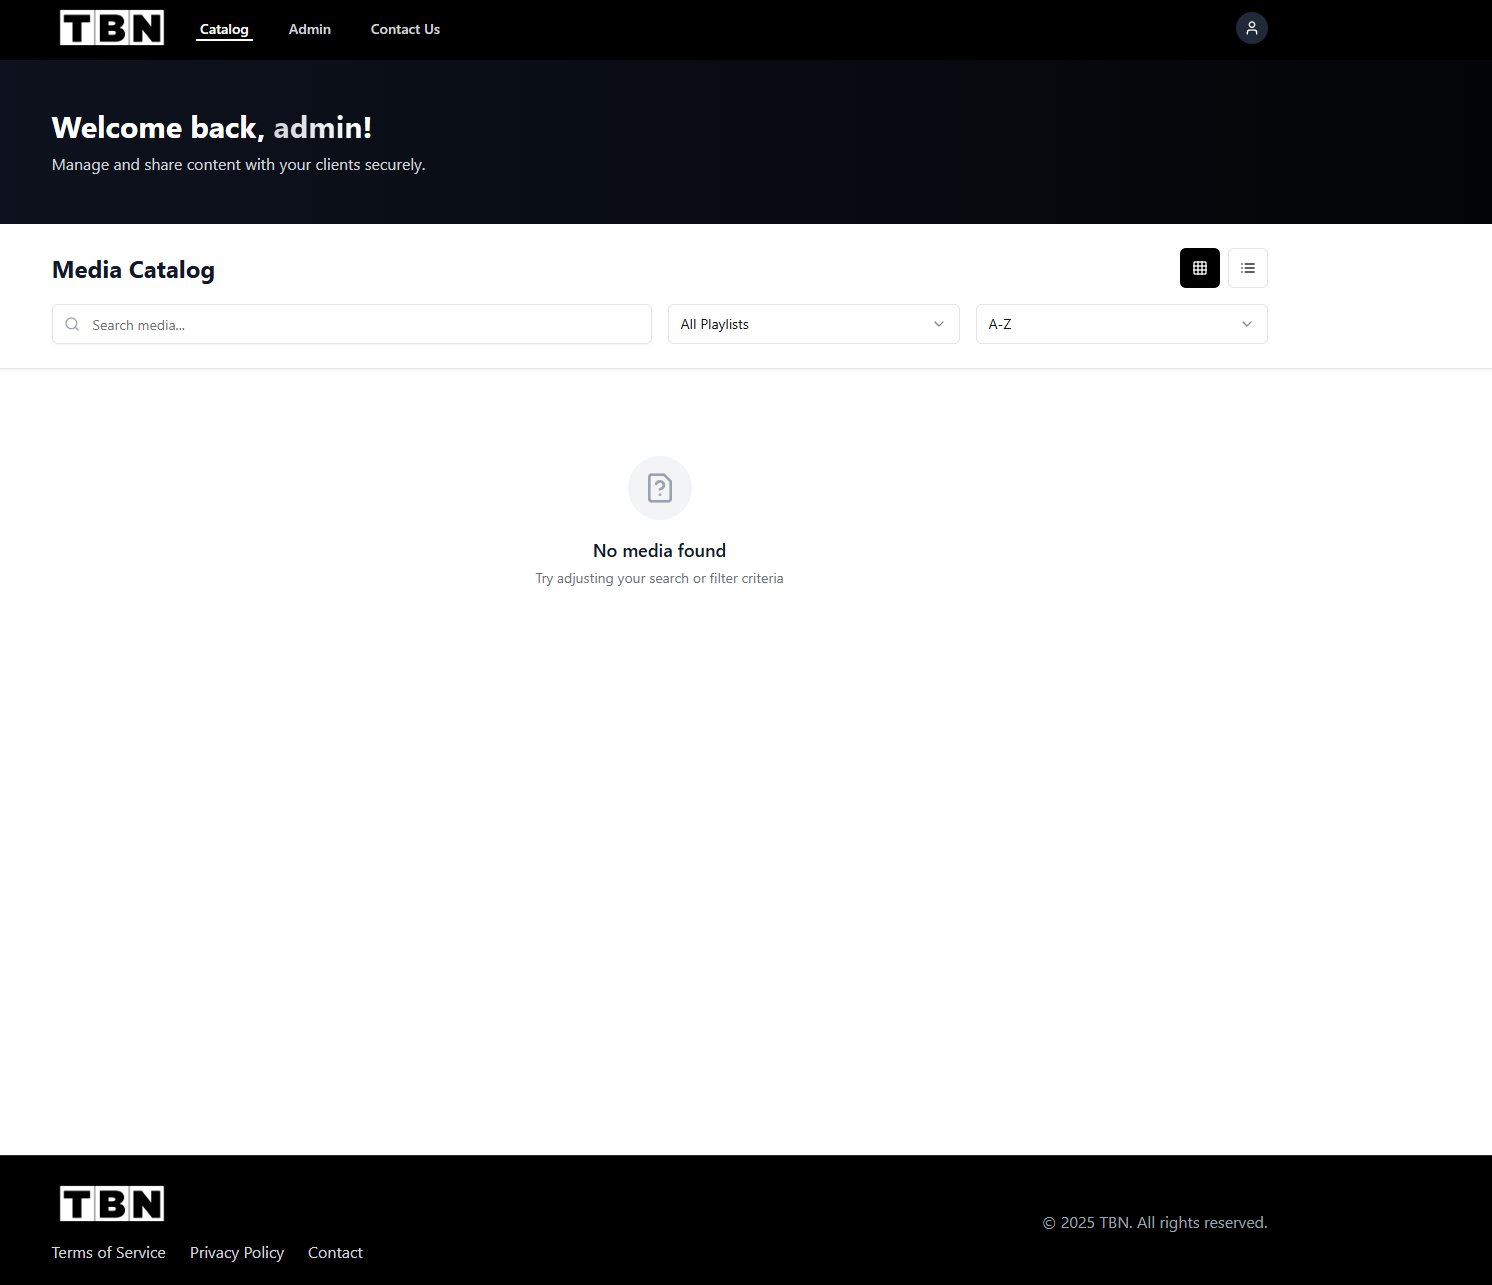 TBN
Catalog
Admin
Contact Us
Welcome back, admin!
Manage and share content with your clients securely.
Media Catalog
Search media...
All Playlists
A-Z
No media found
Try adjusting your search or filter criteria
TBN
© 2025 TBN. All rights reserved.
Terms of Service
Privacy Policy
Contact